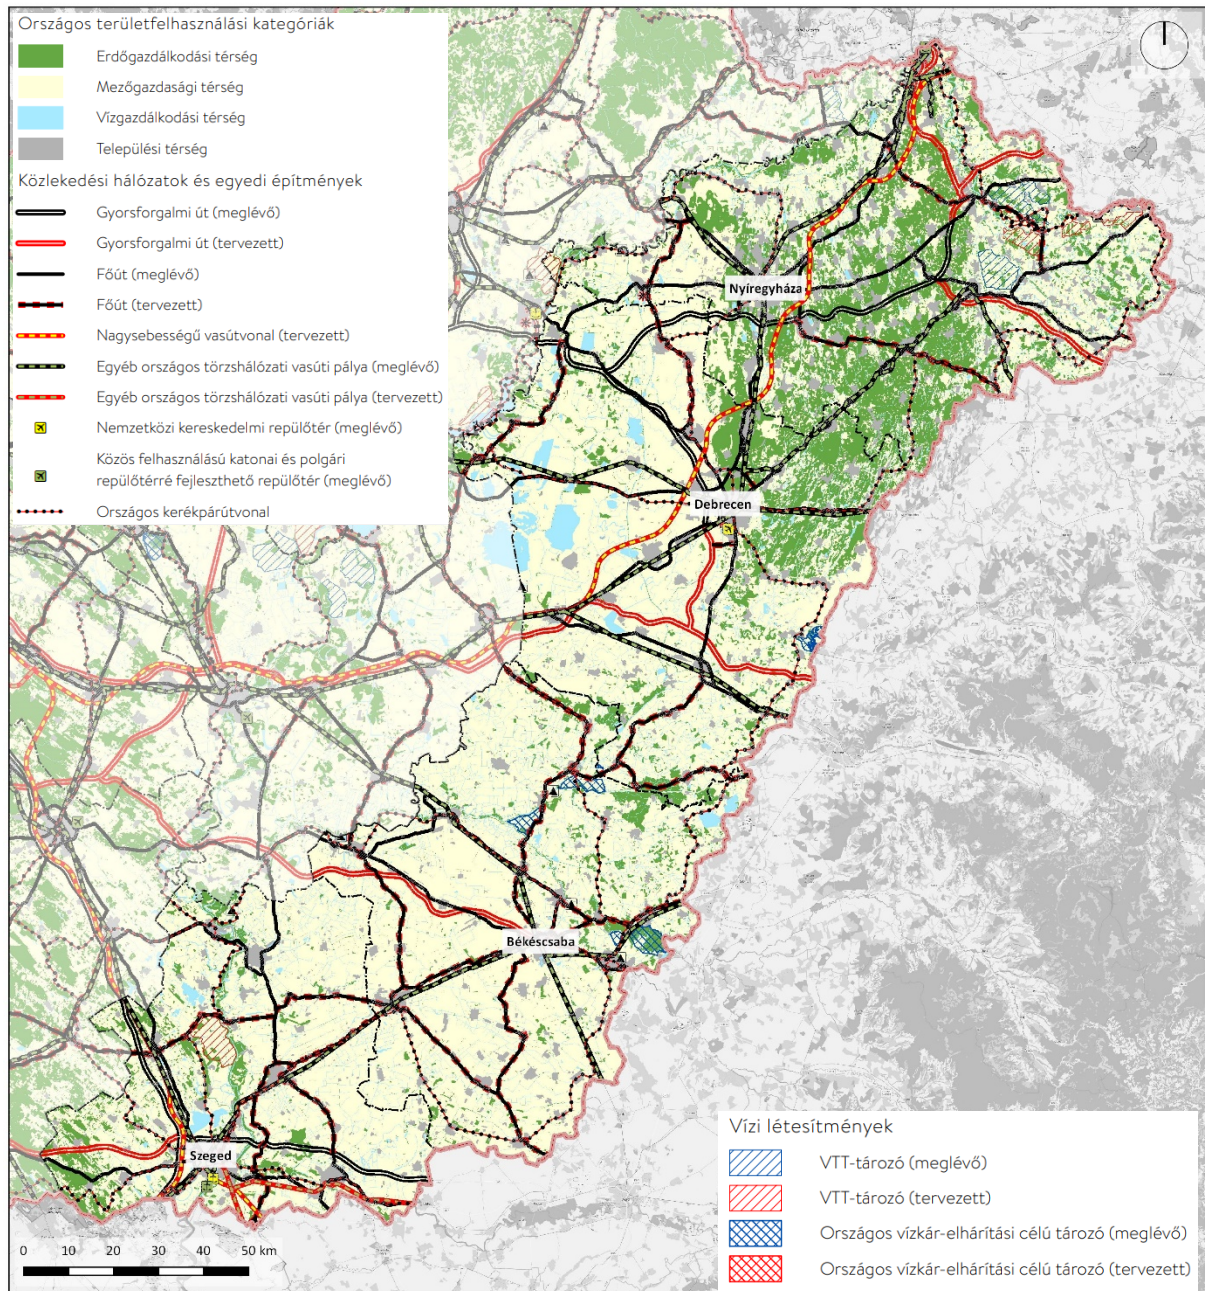 Országos területfelhasználási kategóriák
Erdőgazdálkodási térség
Mezőgazdasági térség
Vízgazdálkodási térség
Települési térség
Közlekedési hálózatok és egyedi építmények
Gyorsforgalmi út (meglévő)
Gyorsforgalmi út (tervezett)
Főút (meglévő)
Főút (tervezett)
Nagysebességű vasútvonal (tervezett)
Egyéb országos törzshálózati vasúti pálya (meglévő)
Egyéb országos törzshálózati vasúti pálya (tervezett)
Nemzetközi kereskedelmi repülőtér (meglévő)
Közös felhasználású katonai és polgári
repülőtérré fejleszthető repülőtér (meglévő)
Országos kerékpárútvonal
Nyíregyháza
Debrecen
Békéscsaba
Szeged
0 10 20 30 40 50 km
Vízi létesítmények
VTT-tározó (meglévő)
VTT-tározó (tervezett)
Országos vízkár-elhárítási célú tározó (meglévő)
Országos vízkár-elhárítási célú tározó (tervezett)